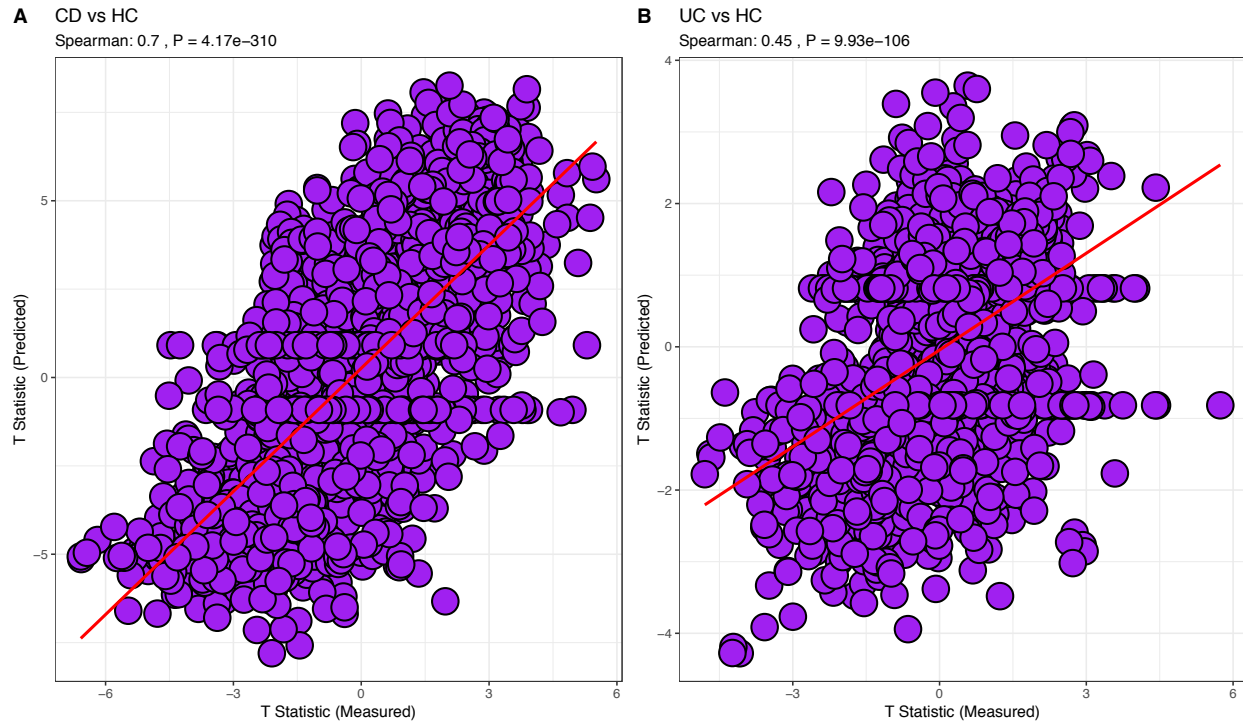 A CD vs HC
Spearman: 0.7 , P = 4.17e−310
5
0
−5
−6 −3 0 3 6
T Statistic (Measured)
T Statistic (Predicted)
B UC vs HC
Spearman: 0.45 , P = 9.93e−106
4
2
0
−2
−4
−3 0 3 6
T Statistic (Measured)
T Statistic (Predicted)